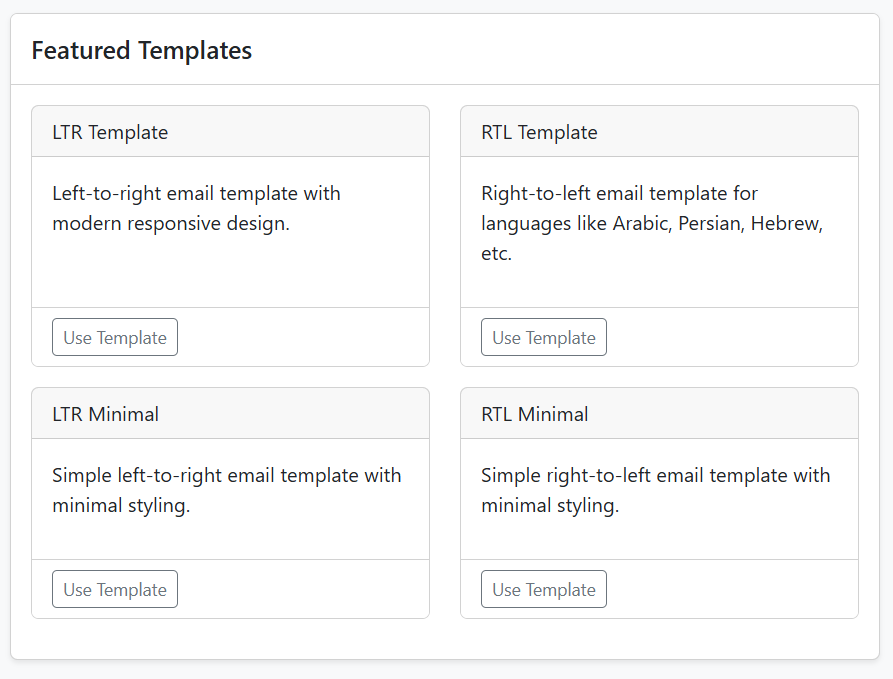 Featured Templates
LTR Template
Left-to-right email template with
modern responsive design.
Use Template
RTL Template
Right-to-left email template for
languages like Arabic, Persian, Hebrew,
etc.
Use Template
LTR Minimal
Simple left-to-right email template with
minimal styling.
Use Template
RTL Minimal
Simple right-to-left email template with
minimal styling.
Use Template